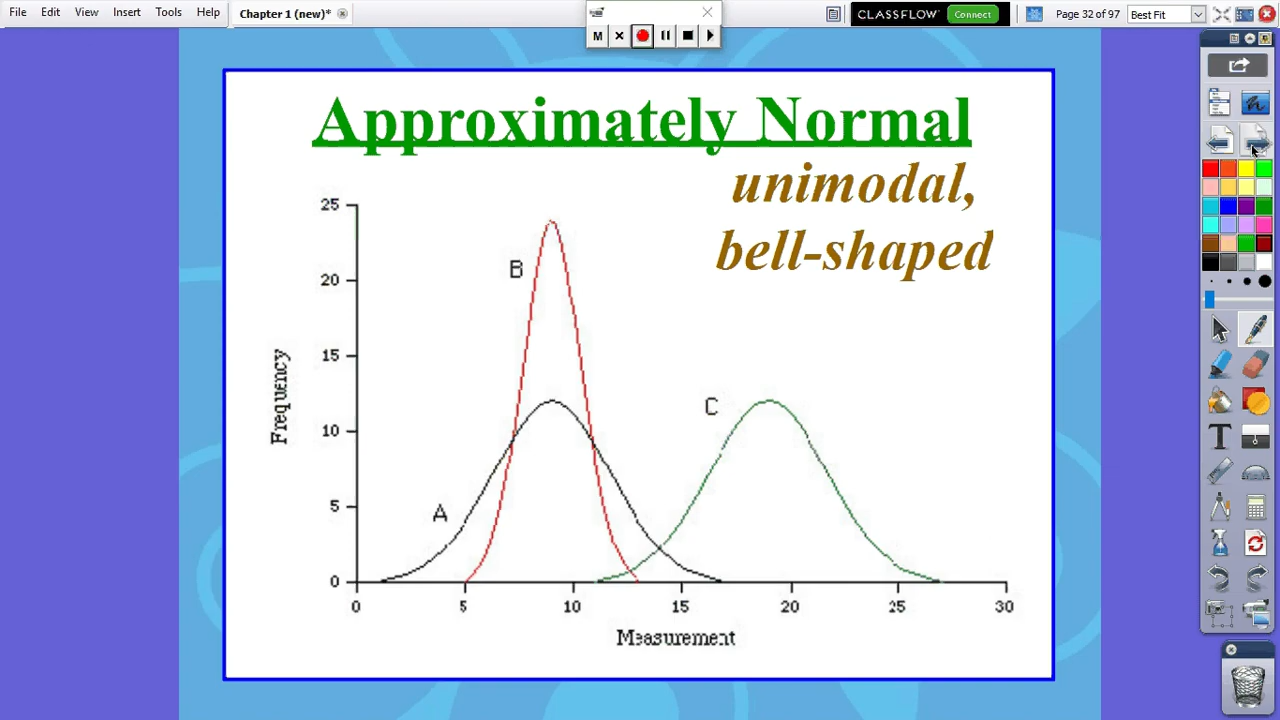 File Edit View Insert Tools Help Chapter 1 (new)* CLASSFLOW Connect Page 32 of 97 Best Fit
M
Approximately Normal
unimodal,
bell-shaped
25
20
15
10
5
0
Frequency
B
A
C
0 5 10 15 20 25 30
Measurement
T